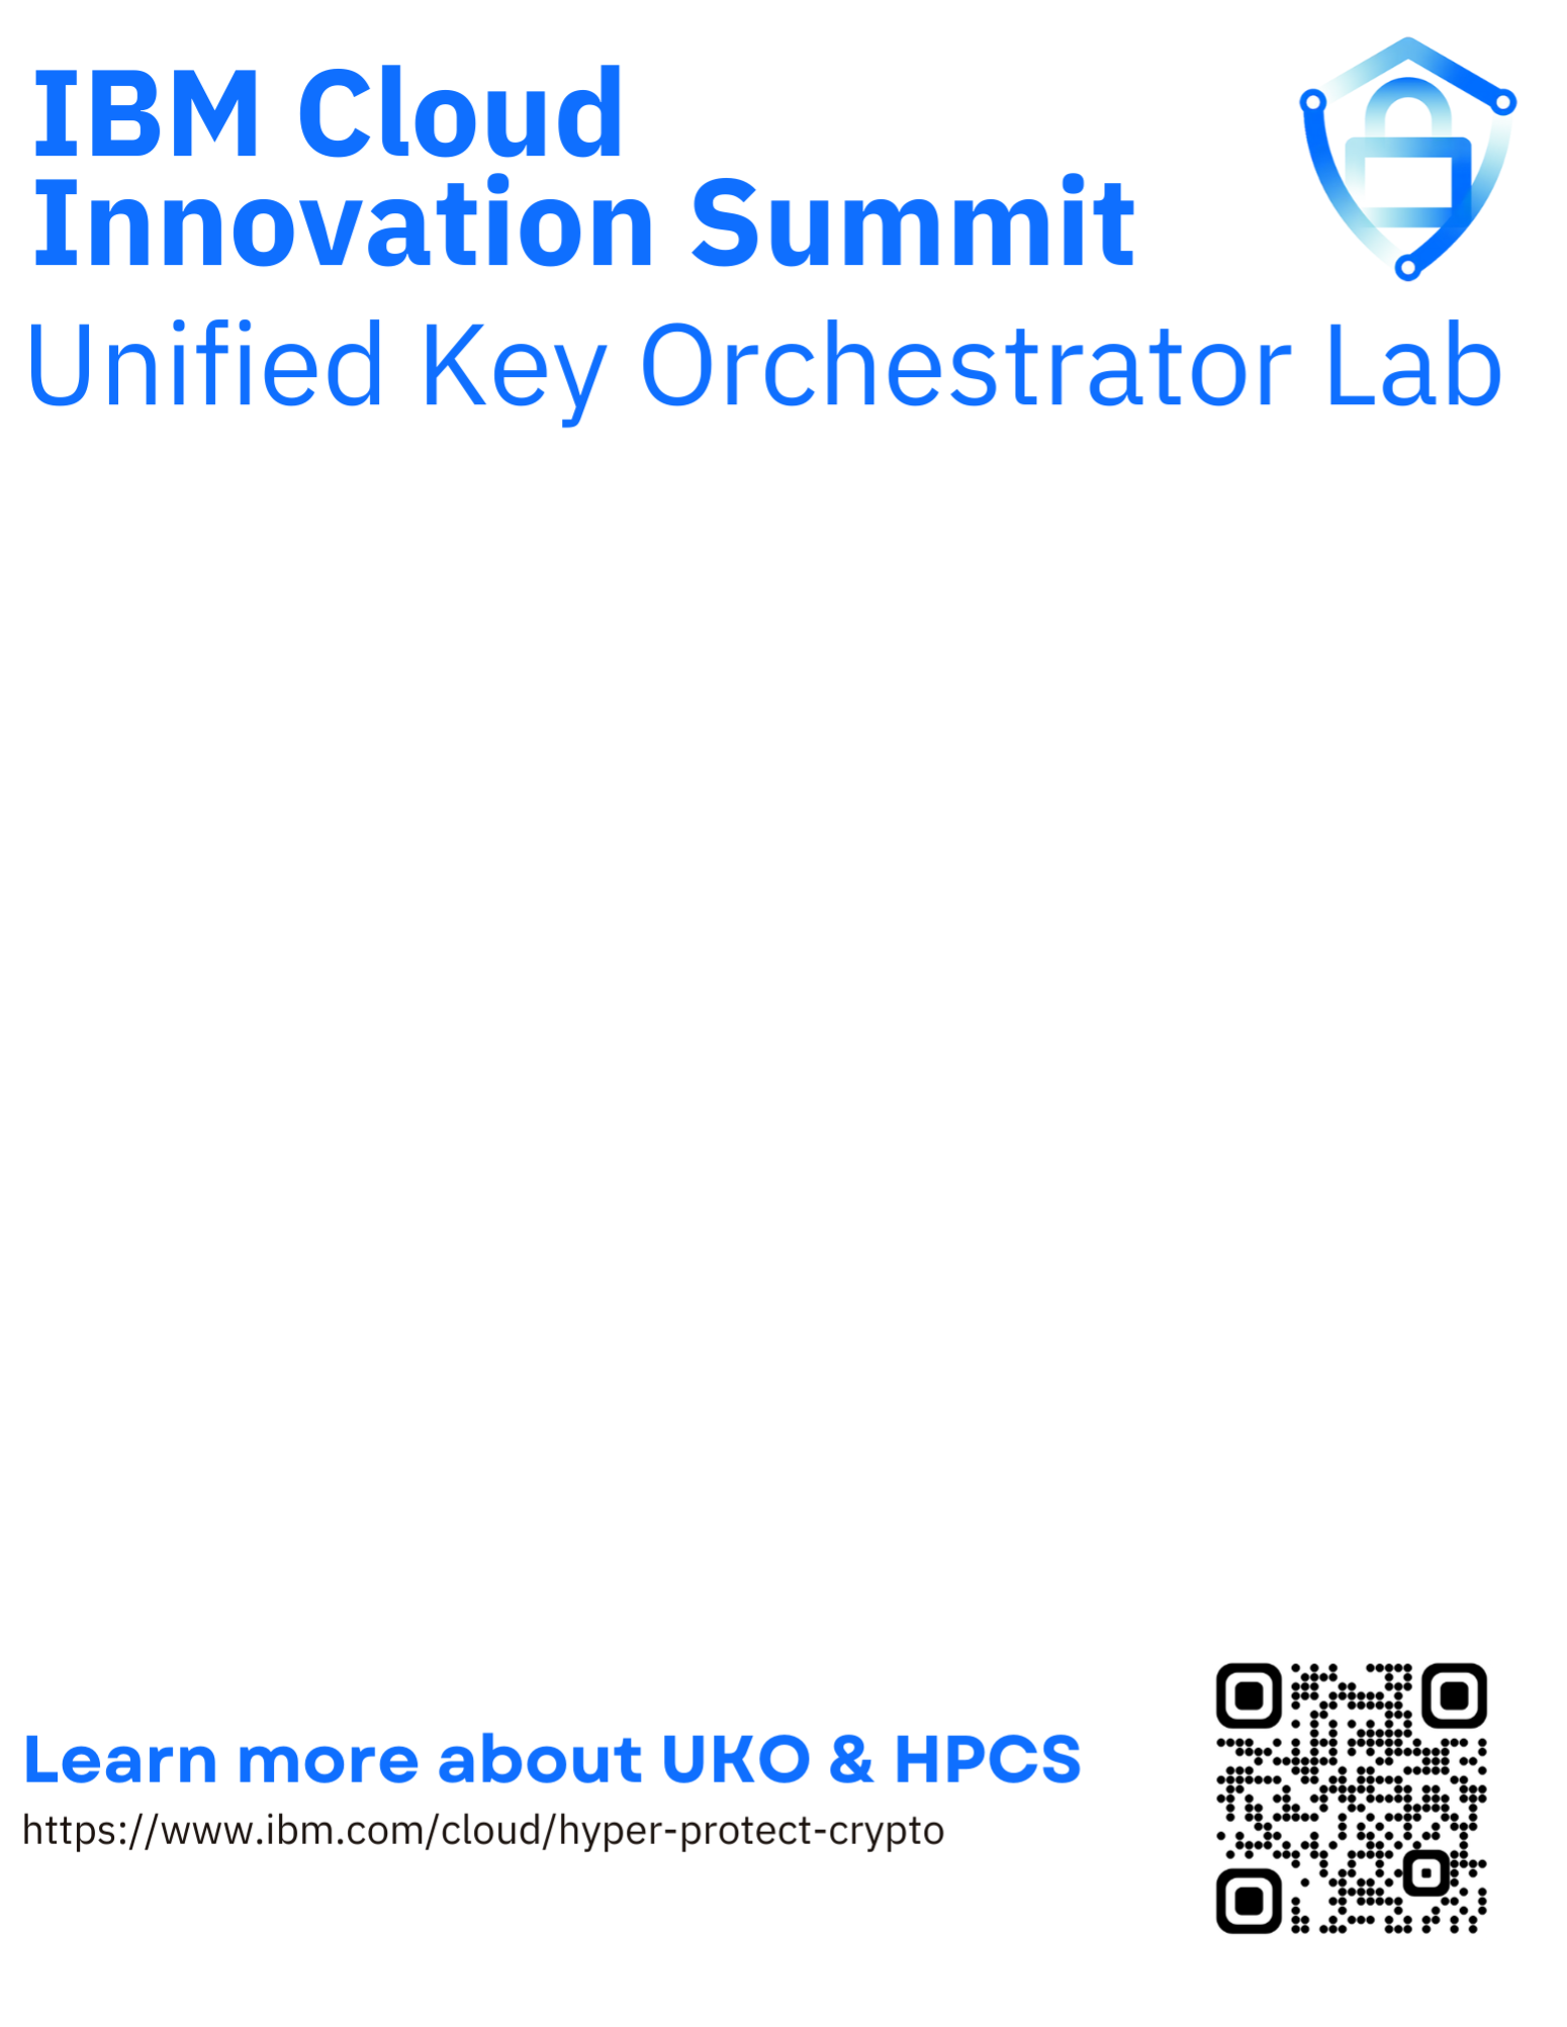 IBM Cloud
Innovation Summit
Unified Key Orchestrator Lab
Learn more about UKO & HPCS
https://www.ibm.com/cloud/hyper-protect-crypto